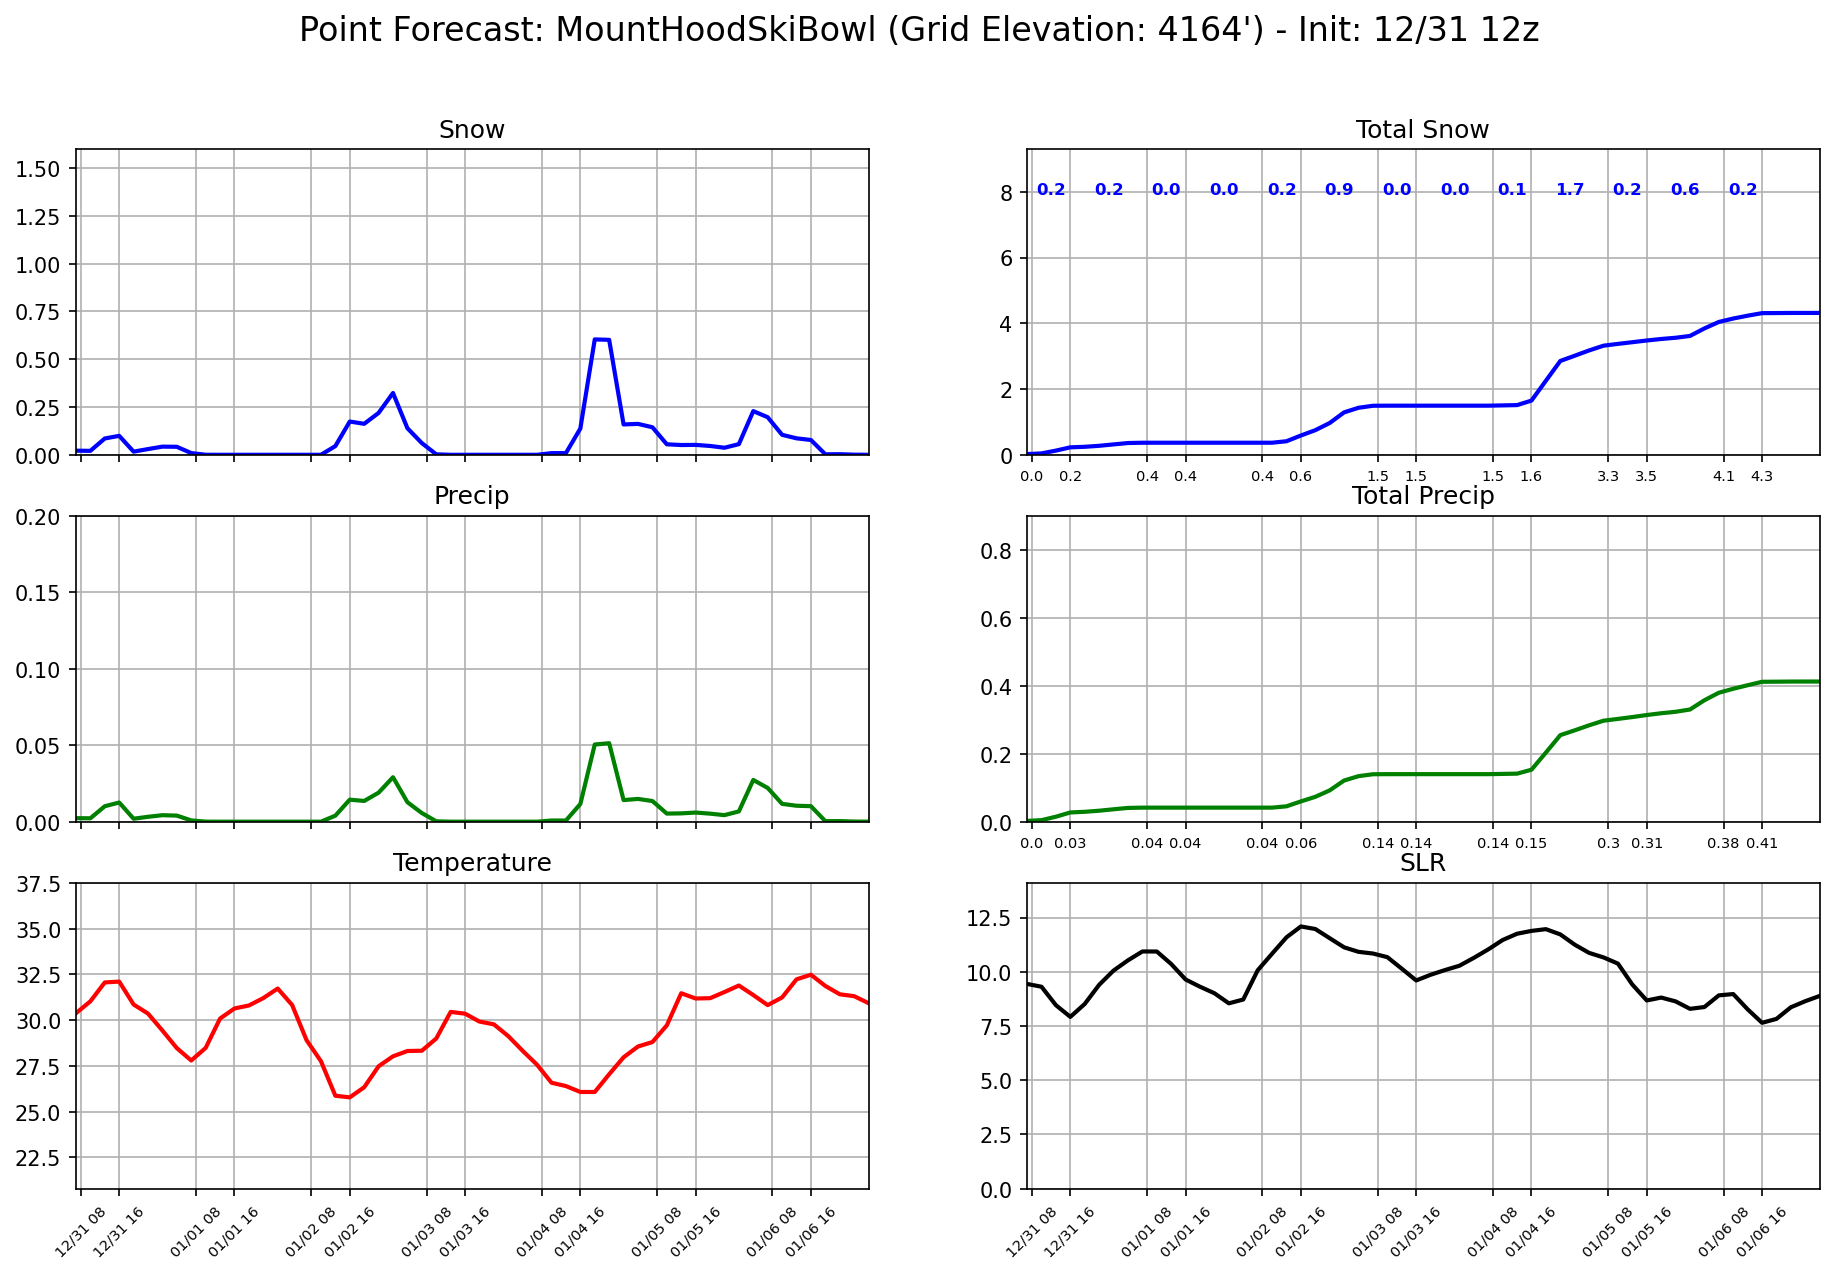 Point Forecast: MountHoodSkiBowl (Grid Elevation: 4164') - Init: 12/31 12z
Snow
1.50
1.25
1.00
0.75
0.50
0.25
0.00
Total Snow
0.2 0.2 0.0 0.0 0.2 0.9 0.0 0.0 0.1 1.7 0.2 0.6 0.2
8
6
4
2
0
0.0 0.2 0.4 0.4 0.4 0.6 1.5 1.5 1.5 1.6 3.3 3.5 4.1 4.3
Precip
0.20
0.15
0.10
0.05
0.00
Total Precip
0.8
0.6
0.4
0.2
0.0
0.0 0.03 0.04 0.04 0.04 0.06 0.14 0.14 0.14 0.15 0.3 0.31 0.38 0.41
Temperature
37.5
35.0
32.5
30.0
27.5
25.0
22.5
12/31 08 12/31 16 01/01 08 01/01 16 01/02 08 01/02 16 01/03 08 01/03 16 01/04 08 01/04 16 01/05 08 01/05 16 01/06 08 01/06 16
SLR
12.5
10.0
7.5
5.0
2.5
0.0
12/31 08 12/31 16 01/01 08 01/01 16 01/02 08 01/02 16 01/03 08 01/03 16 01/04 08 01/04 16 01/05 08 01/05 16 01/06 08 01/06 16